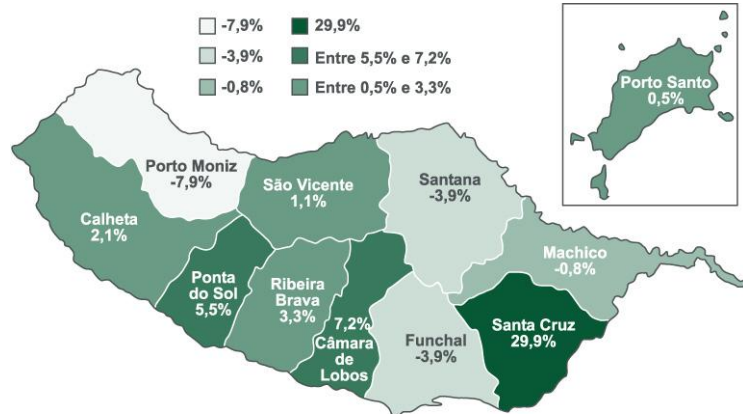 -7,9%
29,9%
-3,9%
Entre 5,5% e 7,2%
-0,8%
Entre 0,5% e 3,3%
Porto Santo
0,5%
Porto Moniz
-7,9%
São Vicente
1,1%
Santana
-3,9%
Calheta
2,1%
Machico
-0,8%
Ponta
do Sol
5,5%
Ribeira
Brava
3,3%
7,2%
Câmara
de
Lobos
Funchal
-3,9%
Santa Cruz
29,9%